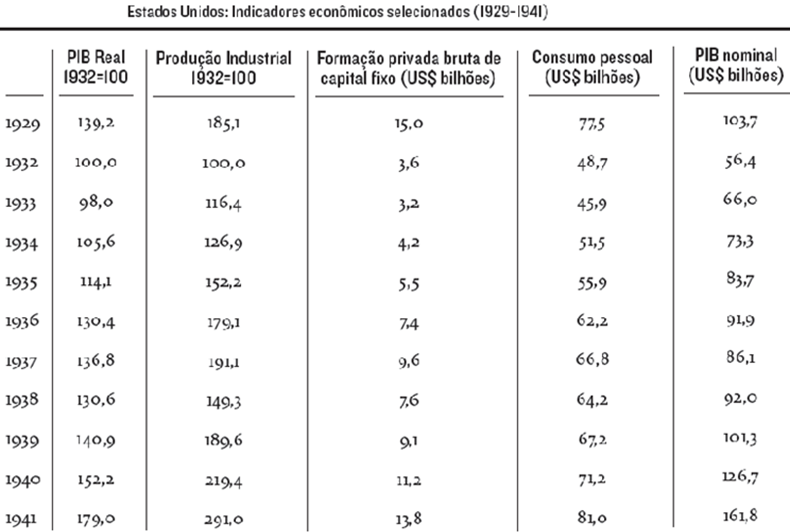 Estados Unidos: Indicadores econômicos selecionados (1929-1941)
PIB Real 1932=100 Produção Industrial 1932=100 Formação privada bruta de capital fixo (US$ bilhões) Consumo pessoal (US$ bilhões) PIB nominal (US$ bilhões)
1929 139,2 185,1 15,0 77,5 103,7
1932 100,0 100,0 3,6 48,7 56,4
1933 98,0 116,4 3,2 45,9 66,0
1934 105,6 126,9 4,2 51,5 73,3
1935 114,1 152,2 5,5 55,9 83,7
1936 130,4 179,1 7,4 62,2 91,9
1937 136,8 191,1 9,6 66,8 86,1
1938 130,6 149,3 7,6 64,2 92,0
1939 140,9 189,6 9,1 67,2 101,3
1940 152,2 219,4 11,2 71,2 126,7
1941 179,0 291,0 13,8 81,0 161,8